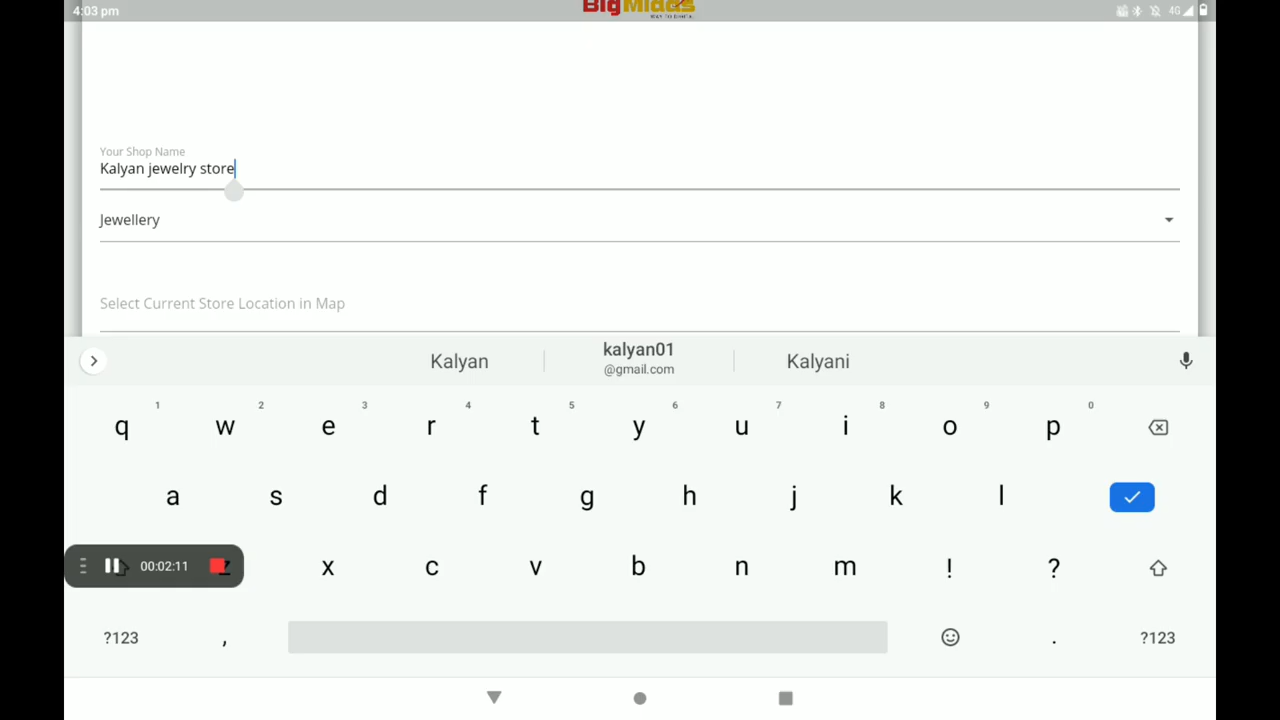 4:03 pm
4G
Your Shop Name
Kalyan jewelry store
Jewellery
Select Current Store Location in Map
Kalyan
kalyan01
@gmail.com
Kalyani
1 2 3 4 5 6 7 8 9 0
q w e r t y u i o p
a s d f g h j k l
00:02:11
z x c v b n m ! ?
?123 , . ?123